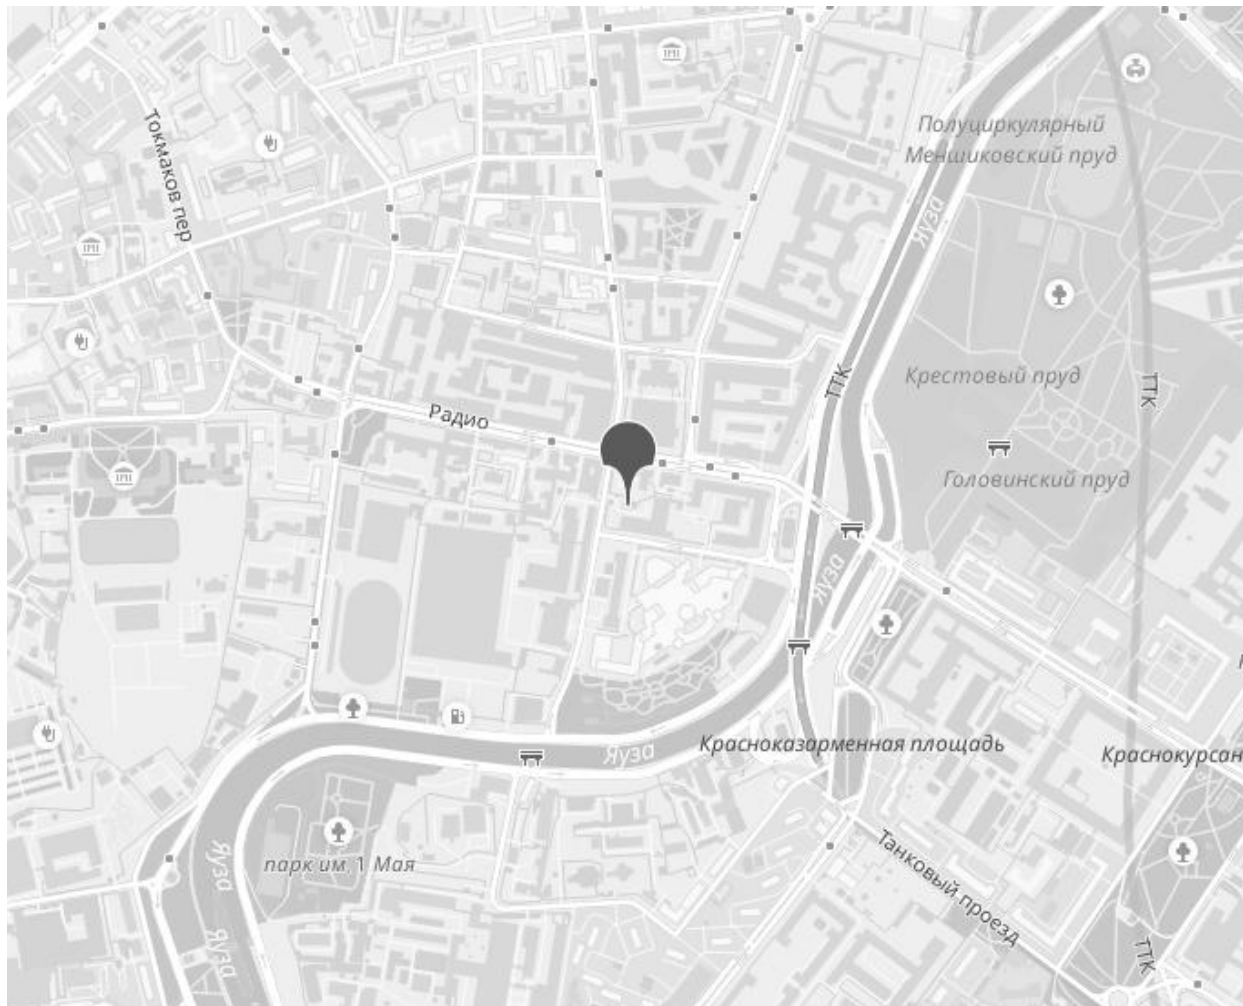 Полуциркулярный
Меншиковский пруд
Токмаков пер
Яуза
ТТК
Крестовый пруд
ТТК
Радио
Головинский пруд
Яуза
Красноказарменная площадь
Яуза
Краснокурсан
Яуза
парк им. 1 Мая
Танковый проезд
Яуза
ТТК